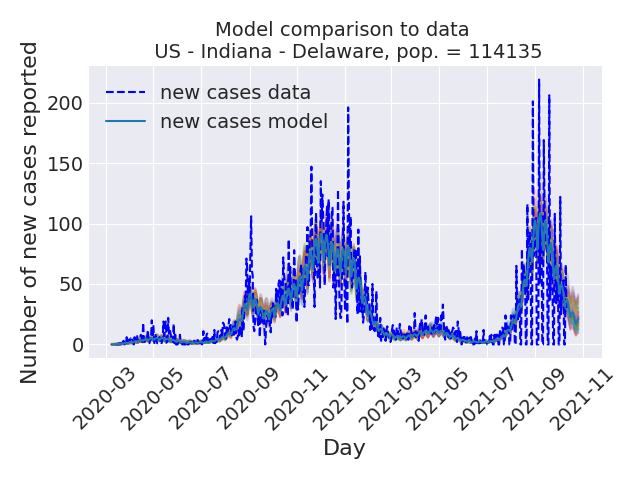 Model comparison to data
US - Indiana - Delaware, pop. = 114135
Number of new cases reported
200
150
100
50
0
new cases data
new cases model
2020-03
2020-05
2020-07
2020-09
2020-11
2021-01
2021-03
2021-05
2021-07
2021-09
2021-11
Day